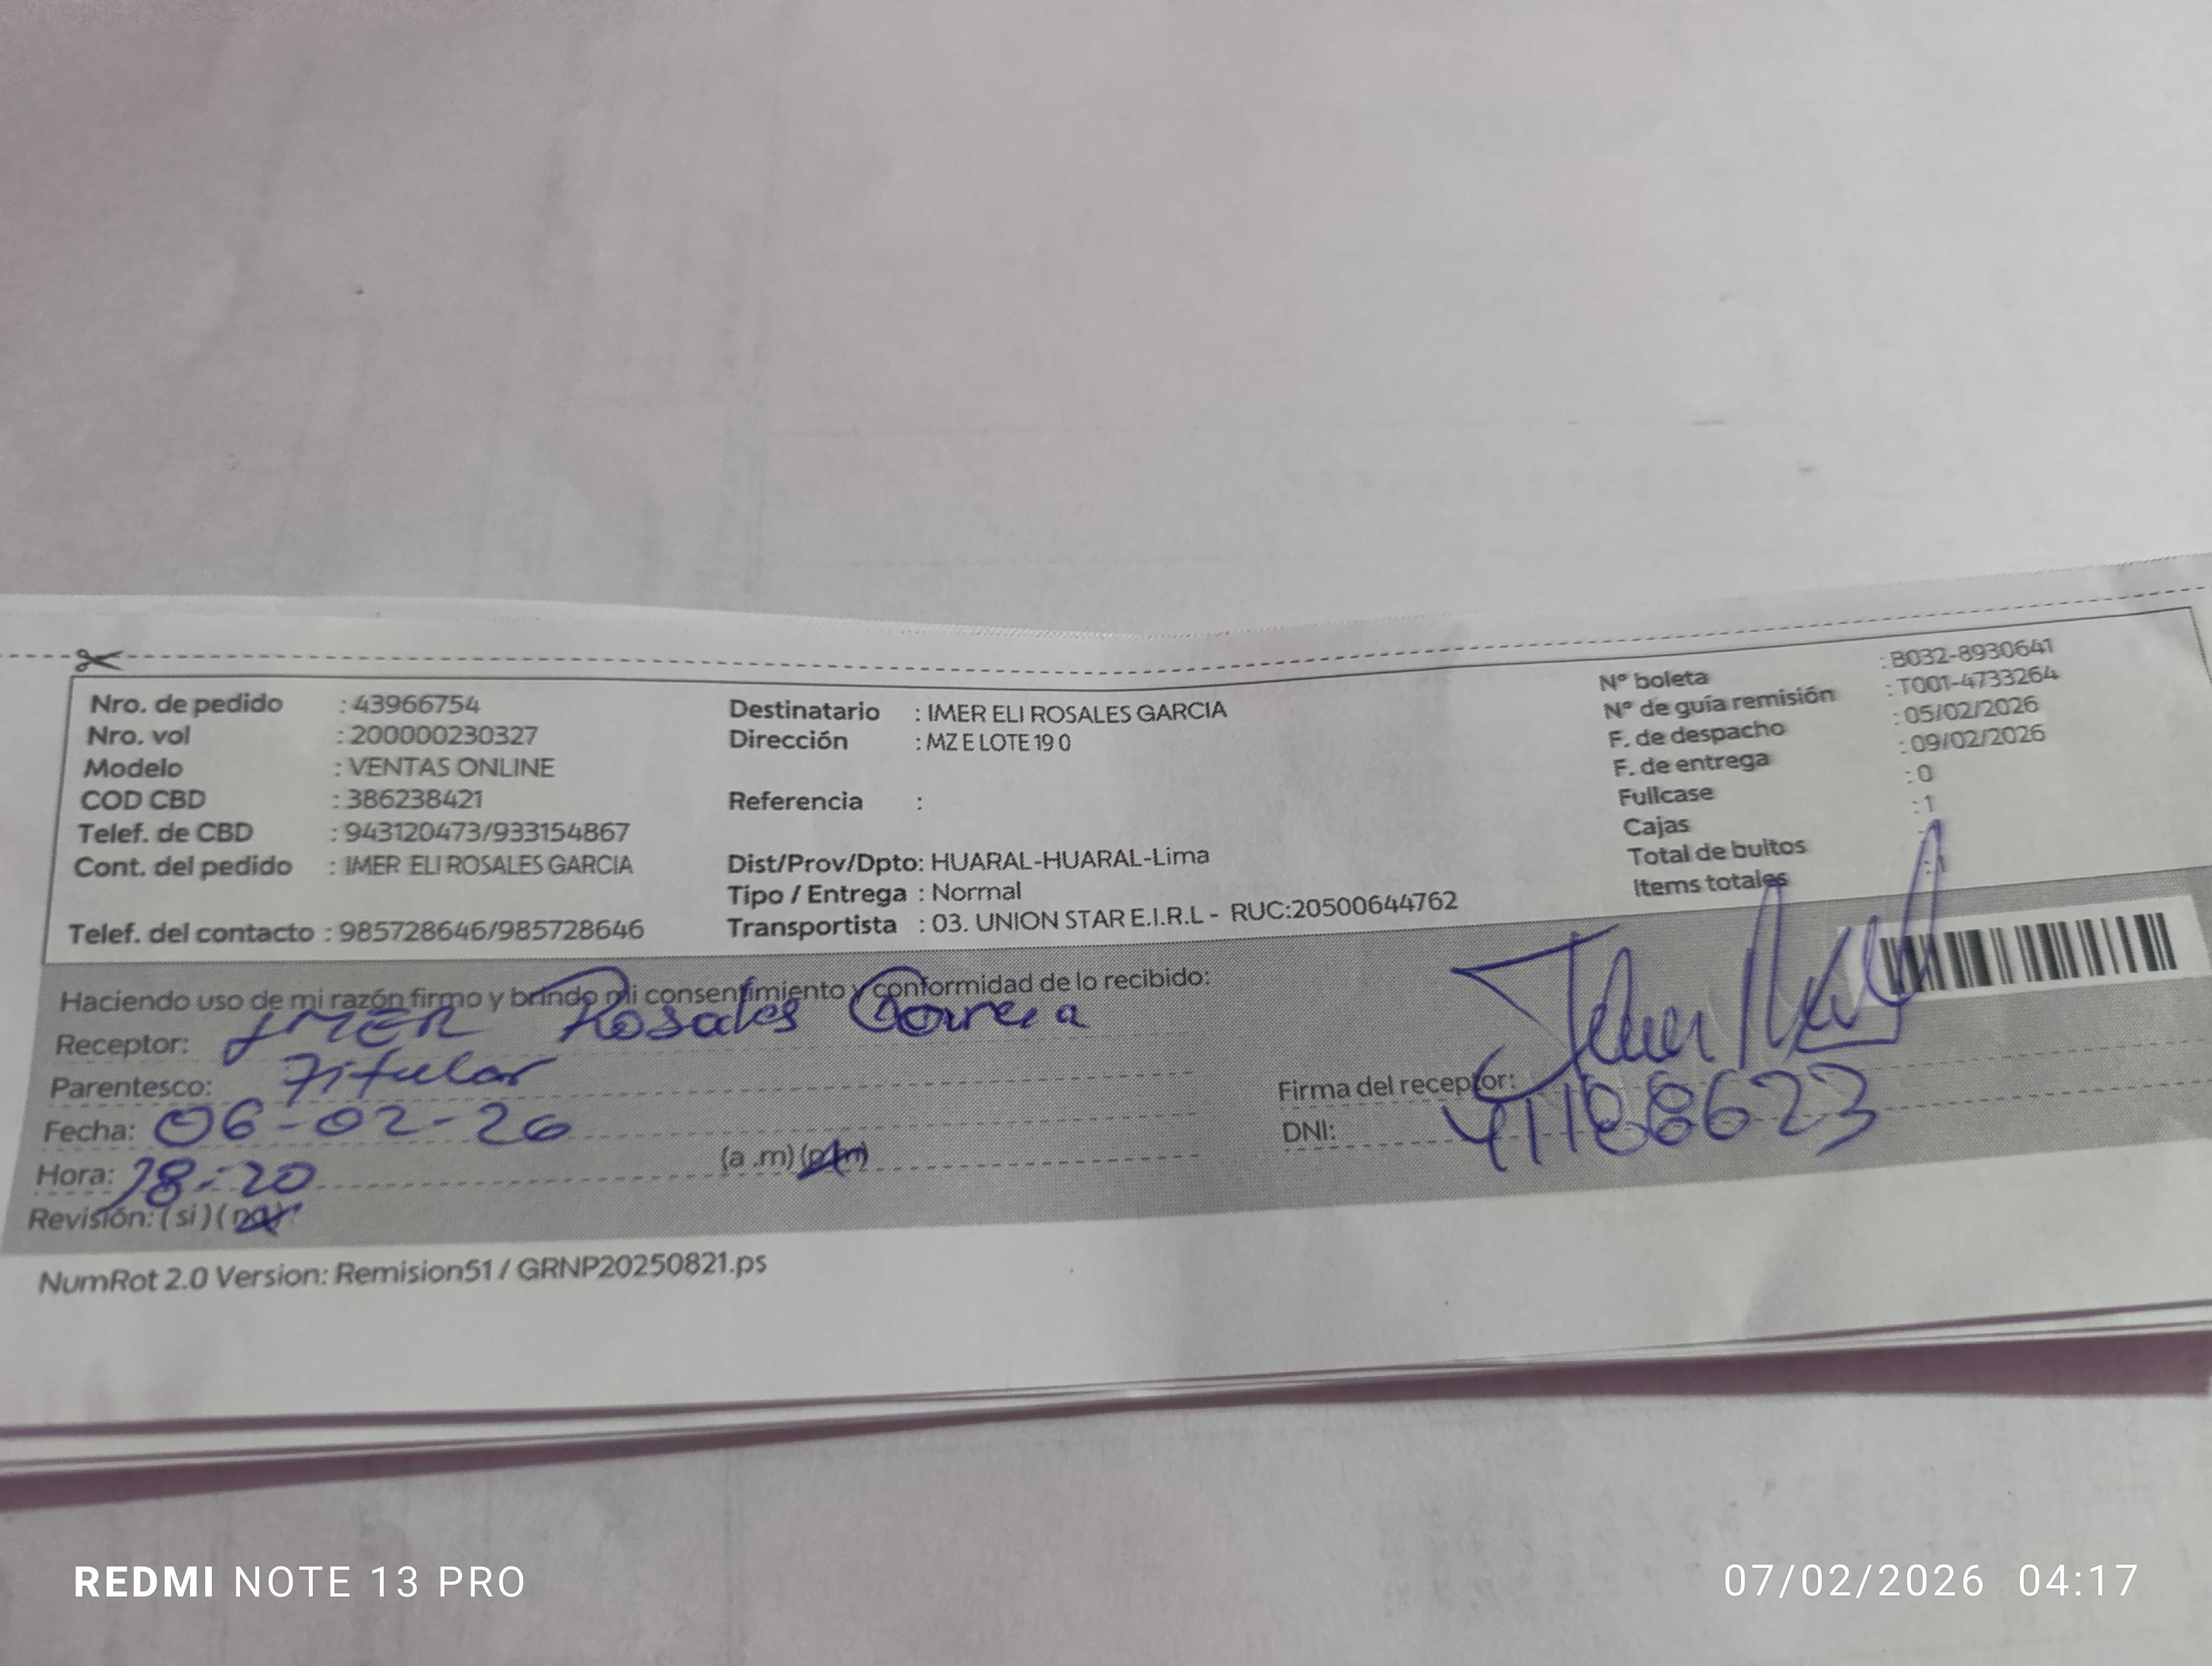 Nro. de pedido : 43966754
Nro. vol : 200000230327
Modelo : VENTAS ONLINE
COD CBD : 386238421
Telef. de CBD : 943120473/933154867
Cont. del pedido : IMER ELI ROSALES GARCIA
Telef. del contacto : 985728646/985728646
Destinatario : IMER ELI ROSALES GARCIA
Dirección : MZ E LOTE 19 0
Referencia :
Dist/Prov/Dpto: HUARAL-HUARAL-Lima
Tipo / Entrega : Normal
Transportista : 03. UNION STAR E.I.R.L - RUC:20500644762
N° boleta : B032-8930641
N° de guía remisión : T001-4733264
F. de despacho : 05/02/2026
F. de entrega : 09/02/2026
Fullcase : 0
Cajas : 1
Total de bultos
Items totales : 1
Haciendo uso de mi razón firmo y brindo mi consentimiento y conformidad de lo recibido:
Receptor: IMER Rosales Garcia
Parentesco: Titular
Fecha: 06-02-26
Hora: 18:20 (a .m) (p.m)
Revisión: ( si ) ( no )
Firma del receptor:
DNI: 41188623
NumRot 2.0 Version: Remision51 / GRNP20250821.ps
REDMI NOTE 13 PRO
07/02/2026 04:17